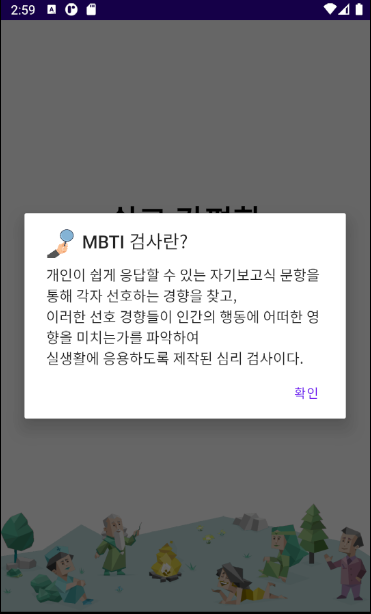 2:59
MBTI 검사란?
개인이 쉽게 응답할 수 있는 자기보고식 문항을
통해 각자 선호하는 경향을 찾고,
이러한 선호 경향들이 인간의 행동에 어떠한 영
향을 미치는가를 파악하여
실생활에 응용하도록 제작된 심리 검사이다.
확인